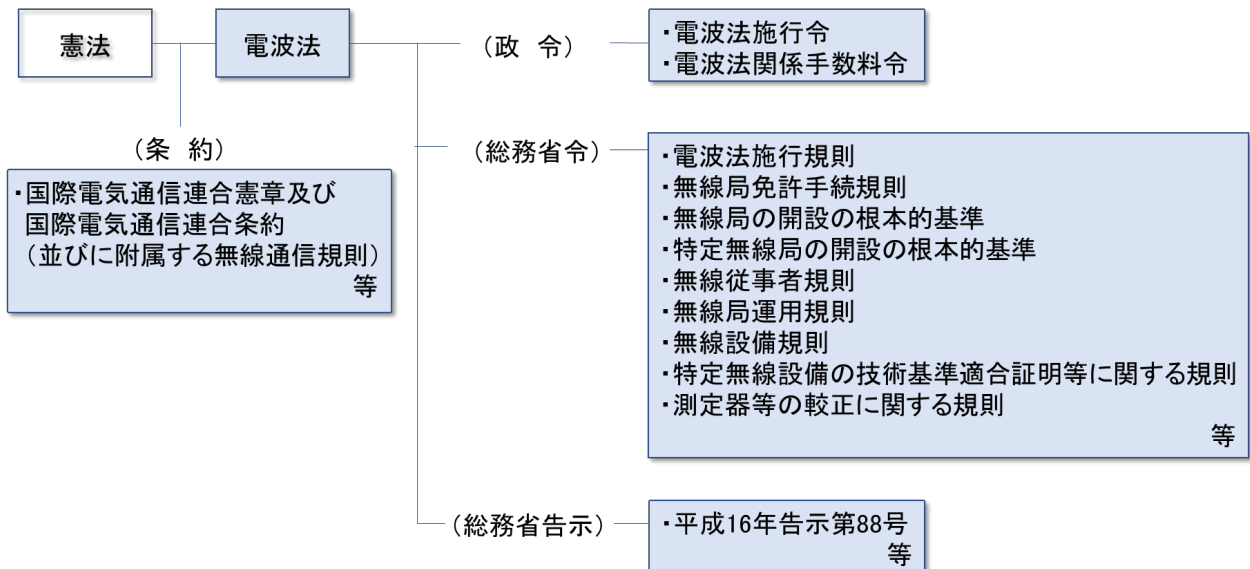 憲法
電波法
(政 令)
・電波法施行令
・電波法関係手数料令
(条 約)
・国際電気通信連合憲章及び
国際電気通信連合条約
(並びに附属する無線通信規則)
等
(総務省令)
・電波法施行規則
・無線局免許手続規則
・無線局の開設の根本的基準
・特定無線局の開設の根本的基準
・無線従事者規則
・無線局運用規則
・無線設備規則
・特定無線設備の技術基準適合証明等に関する規則
・測定器等の較正に関する規則
等
(総務省告示)
・平成16年告示第88号
等